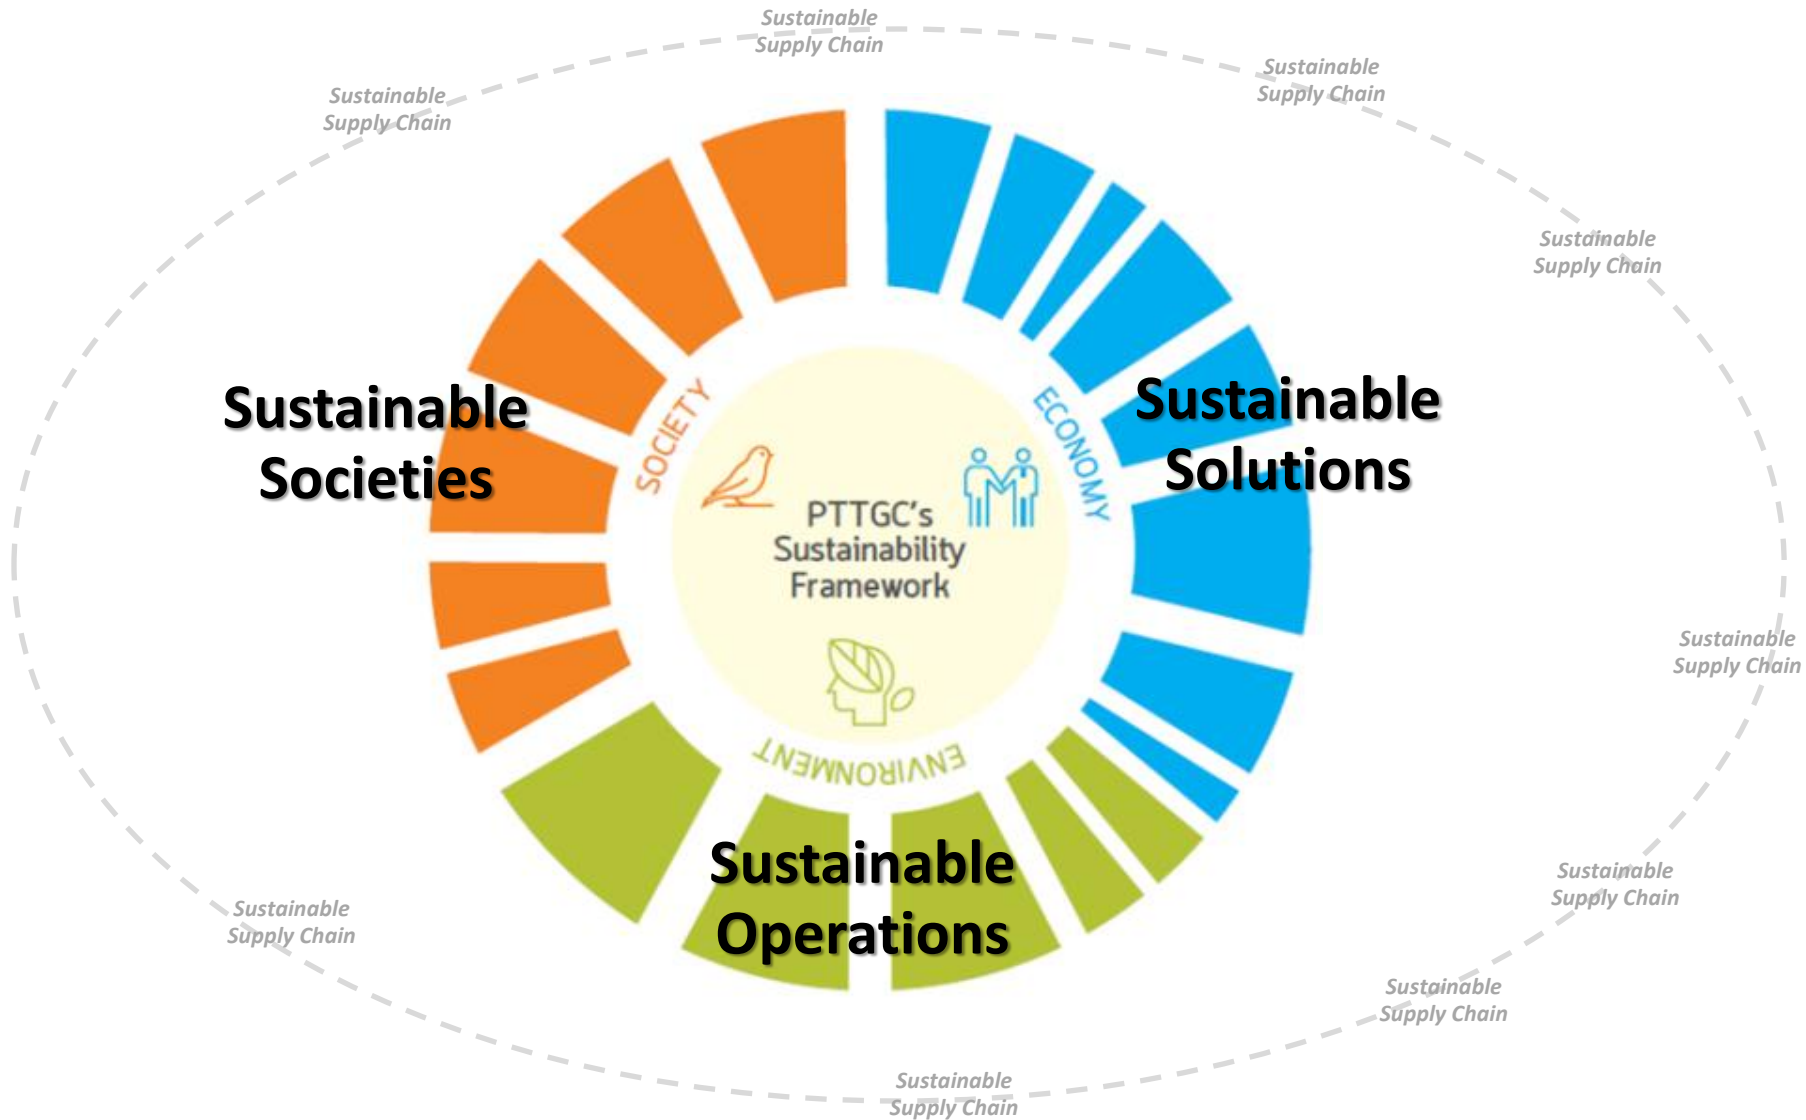 Sustainable
Supply Chain
Sustainable
Supply Chain
Sustainable
Supply Chain
Sustainable
Supply Chain
Sustainable
Societies
SOCIETY
ECONOMY
Sustainable
Solutions
PTTGC's
Sustainability
Framework
ENVIRONMENT
Sustainable
Supply Chain
Sustainable
Operations
Sustainable
Supply Chain
Sustainable
Supply Chain
Sustainable
Supply Chain
Sustainable
Supply Chain